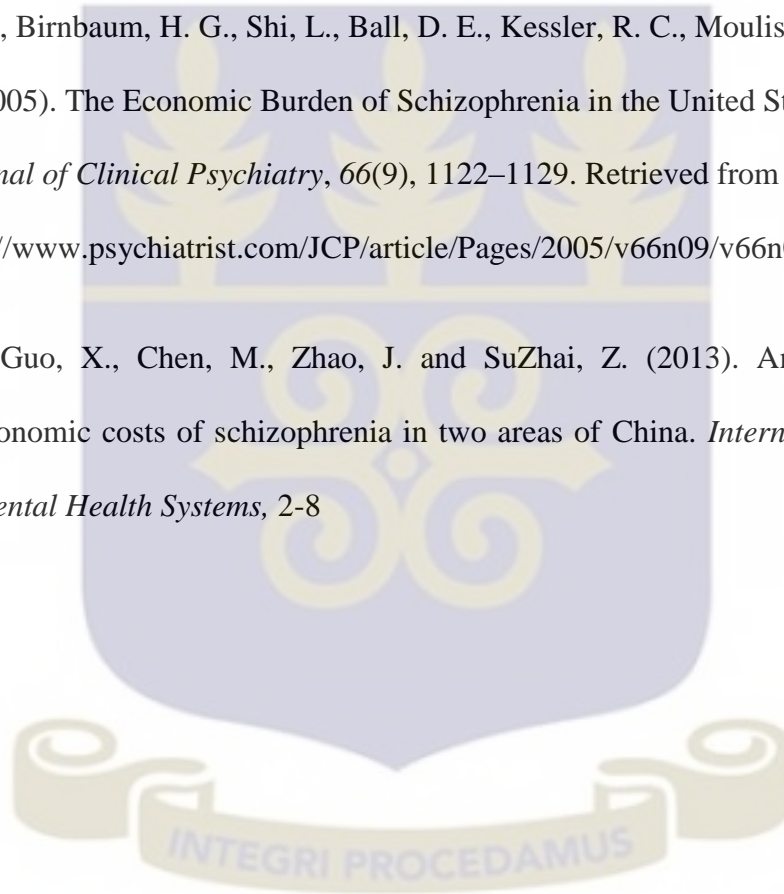 , Birnbaum, H. G., Shi, L., Ball, D. E., Kessler, R. C., Moulis
005). The Economic Burden of Schizophrenia in the United St
nal of Clinical Psychiatry, 66(9), 1122–1129. Retrieved from
//www.psychiatrist.com/JCP/article/Pages/2005/v66n09/v66n
Guo, X., Chen, M., Zhao, J. and SuZhai, Z. (2013). An
onomic costs of schizophrenia in two areas of China. Intern
ental Health Systems, 2-8
INTEGRI PROCEDAMUS